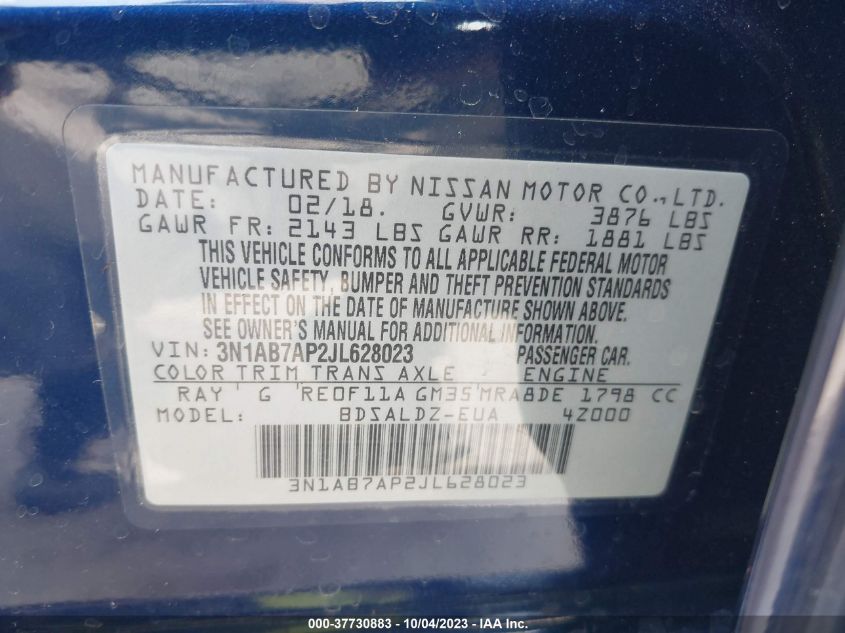 MANUFACTURED BY NISSAN MOTOR CO., LTD.
DATE: 02/18. GVWR: 3876 LBS
GAWR FR: 2143 LBS GAWR RR: 1881 LBS
THIS VEHICLE CONFORMS TO ALL APPLICABLE FEDERAL MOTOR
VEHICLE SAFETY, BUMPER AND THEFT PREVENTION STANDARDS
IN EFFECT ON THE DATE OF MANUFACTURE SHOWN ABOVE.
SEE OWNER'S MANUAL FOR ADDITIONAL INFORMATION.
VIN: 3N1AB7AP2JL628023 PASSENGER CAR.
COLOR TRIM TRANS AXLE ENGINE
RAY G RE0F11A GM35 MRA8DE 1798 CC
MODEL: BDSALDZ-EUA 4Z000
3N1AB7AP2JL628023
000-37730883 - 10/04/2023 - IAA Inc.